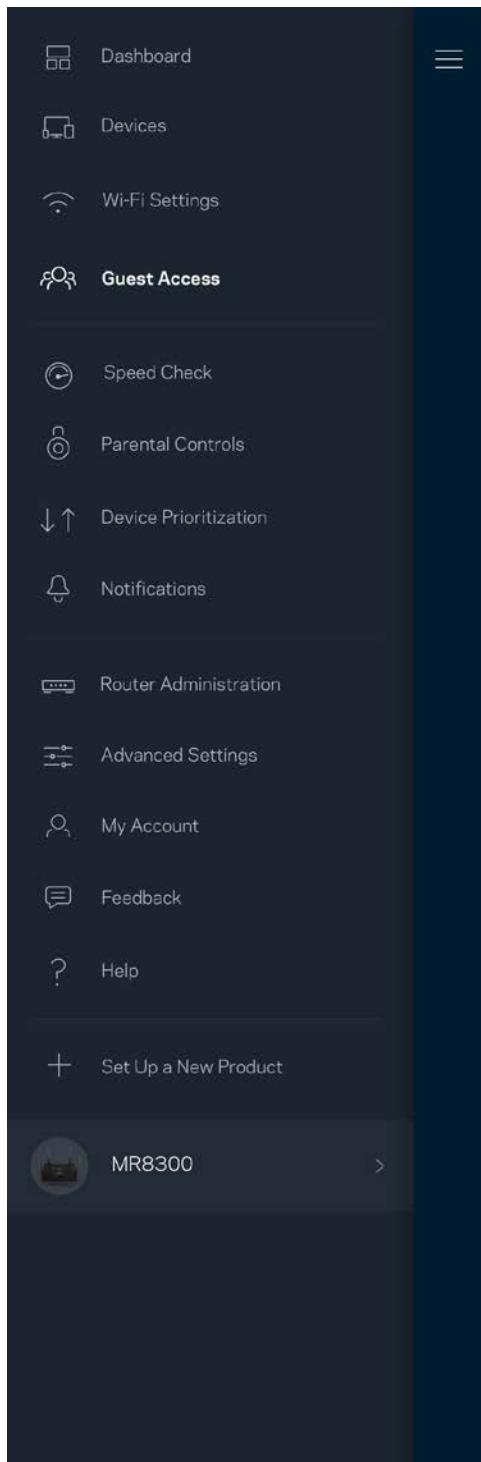 Dashboard
Devices
Wi-Fi Settings
Guest Access
Speed Check
Parental Controls
Device Prioritization
Notifications
Router Administration
Advanced Settings
My Account
Feedback
Help
Set Up a New Product
MR8300